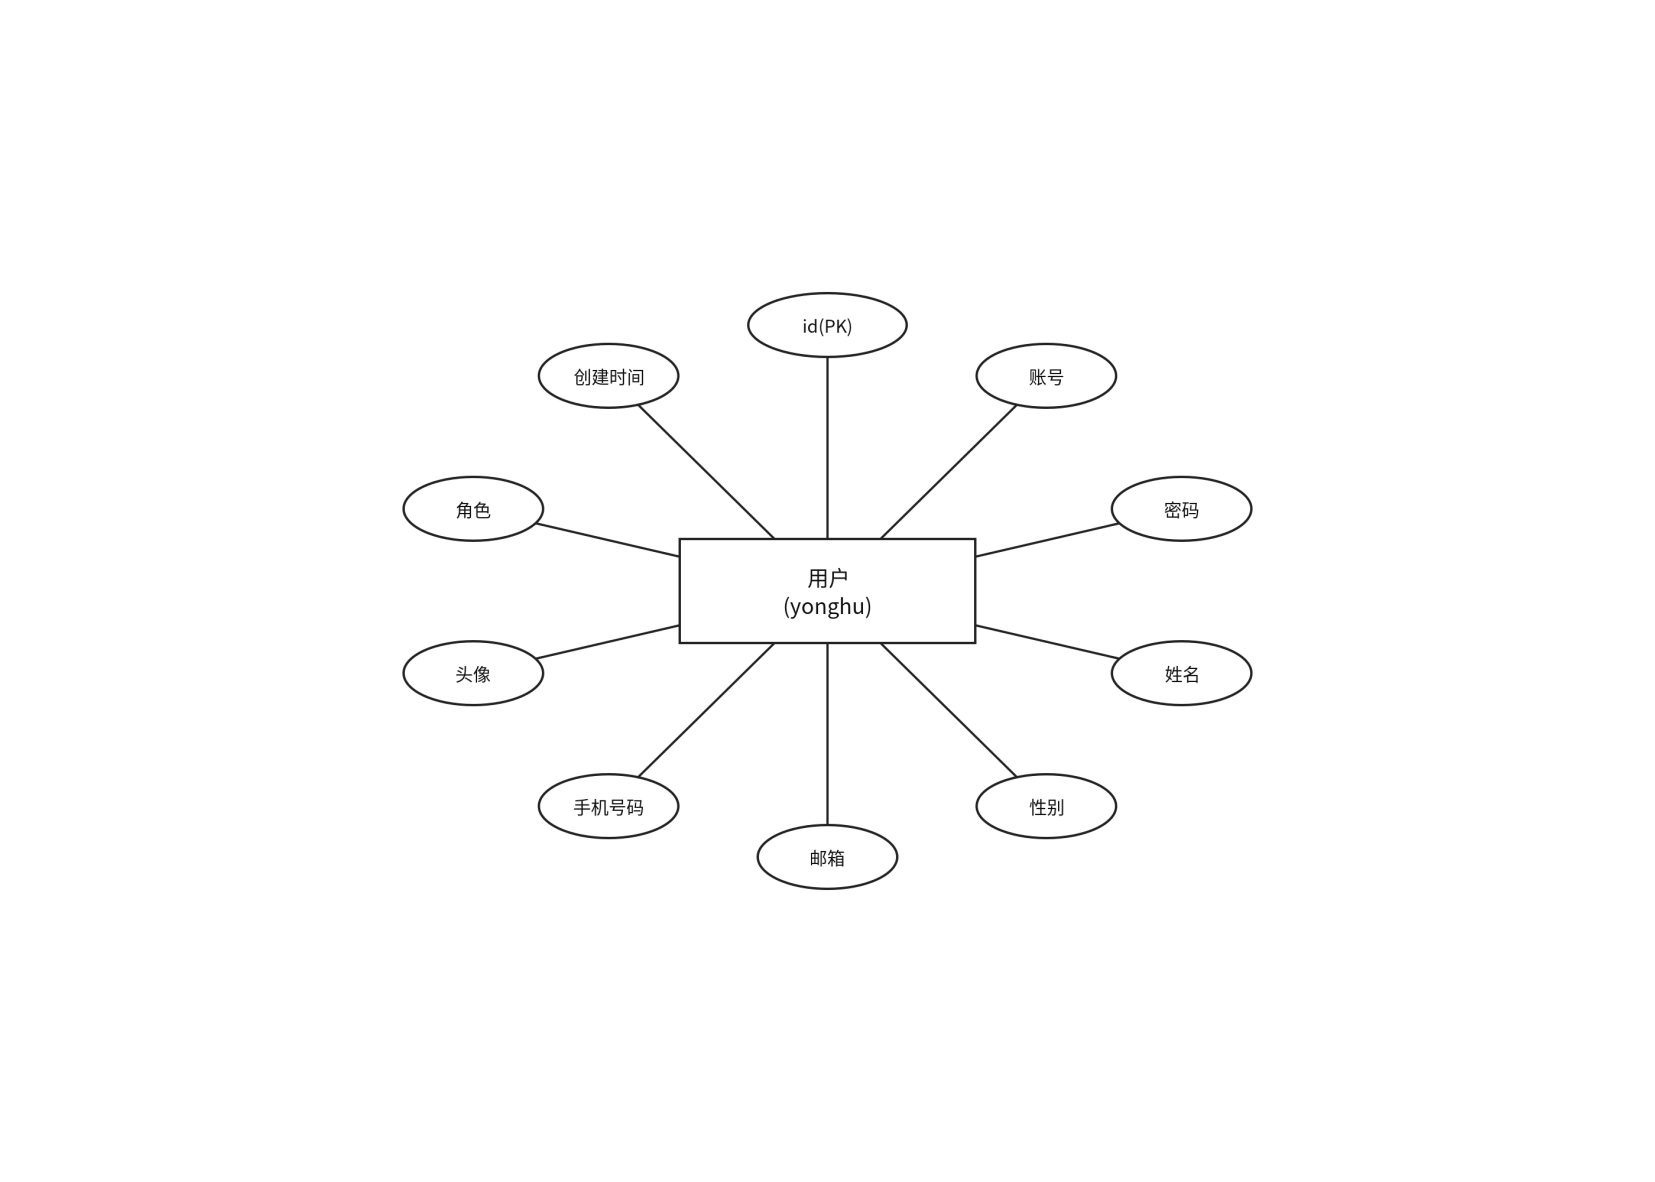 id(PK)
创建时间
账号
角色
密码
用户
(yonghu)
头像
姓名
手机号码
性别
邮箱